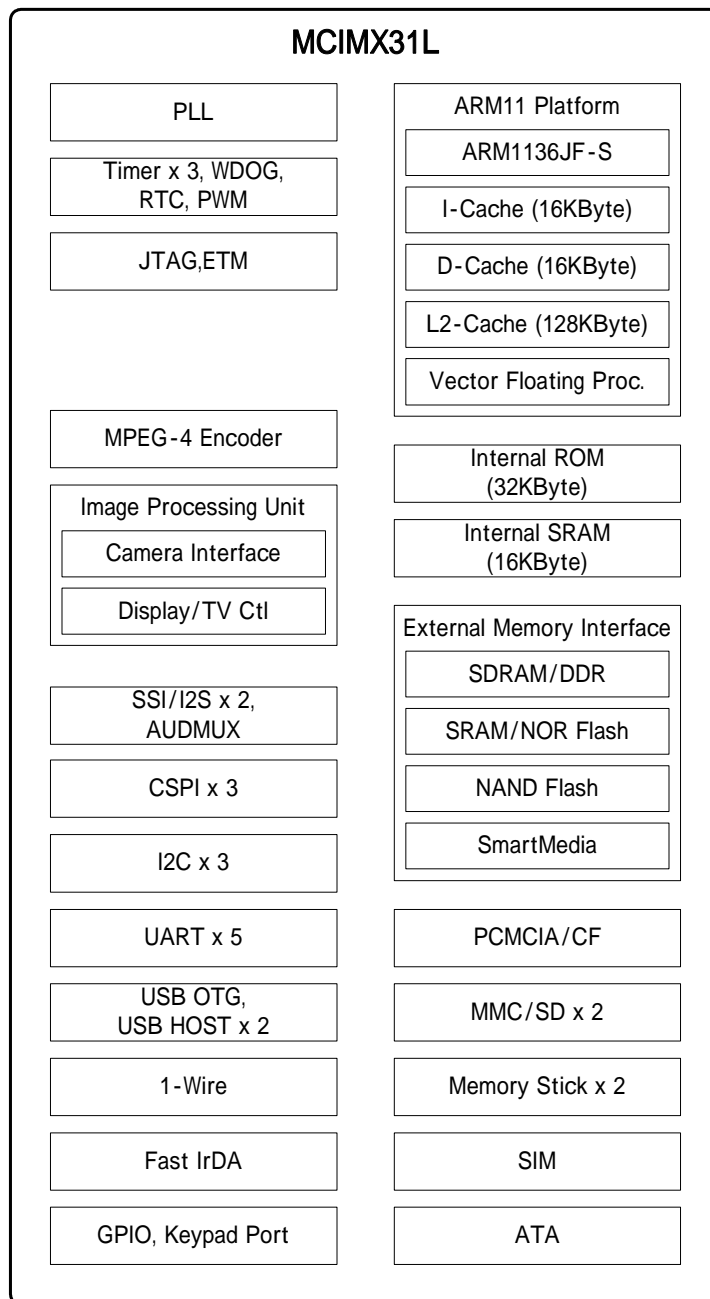 MCIMX31L
PLL
Timer x 3, WDOG,
RTC, PWM
JTAG,ETM
MPEG-4 Encoder
Image Processing Unit
Camera Interface
Display/TV Ctl
SSI/I2S x 2,
AUDMUX
CSPI x 3
I2C x 3
UART x 5
USB OTG,
USB HOST x 2
1-Wire
Fast IrDA
GPIO, Keypad Port
ARM11 Platform
ARM1136JF-S
I-Cache (16KByte)
D-Cache (16KByte)
L2-Cache (128KByte)
Vector Floating Proc.
Internal ROM
(32KByte)
Internal SRAM
(16KByte)
External Memory Interface
SDRAM/DDR
SRAM/NOR Flash
NAND Flash
SmartMedia
PCMCIA/CF
MMC/SD x 2
Memory Stick x 2
SIM
ATA